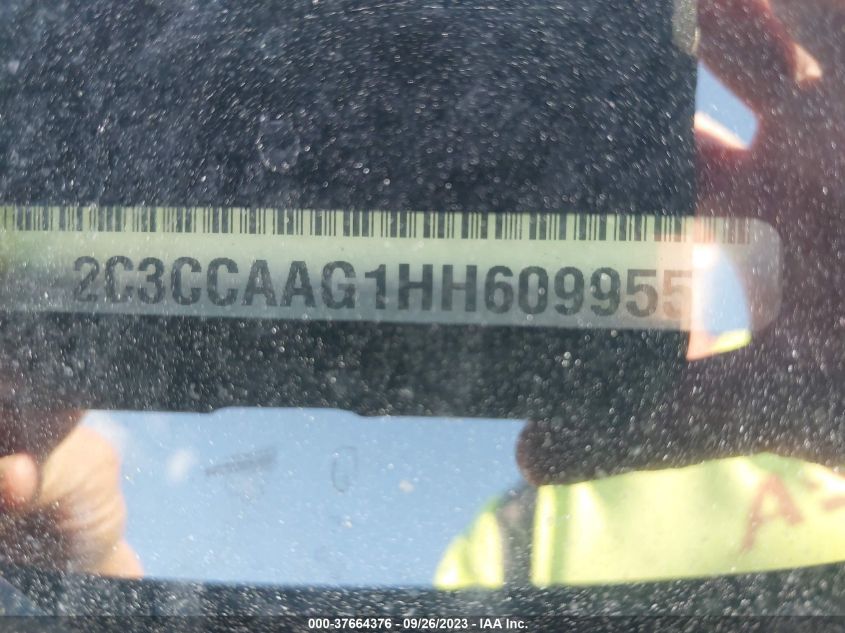 2C3CCAAG1HH609955
A-
000-37664376 - 09/26/2023 - IAA Inc.